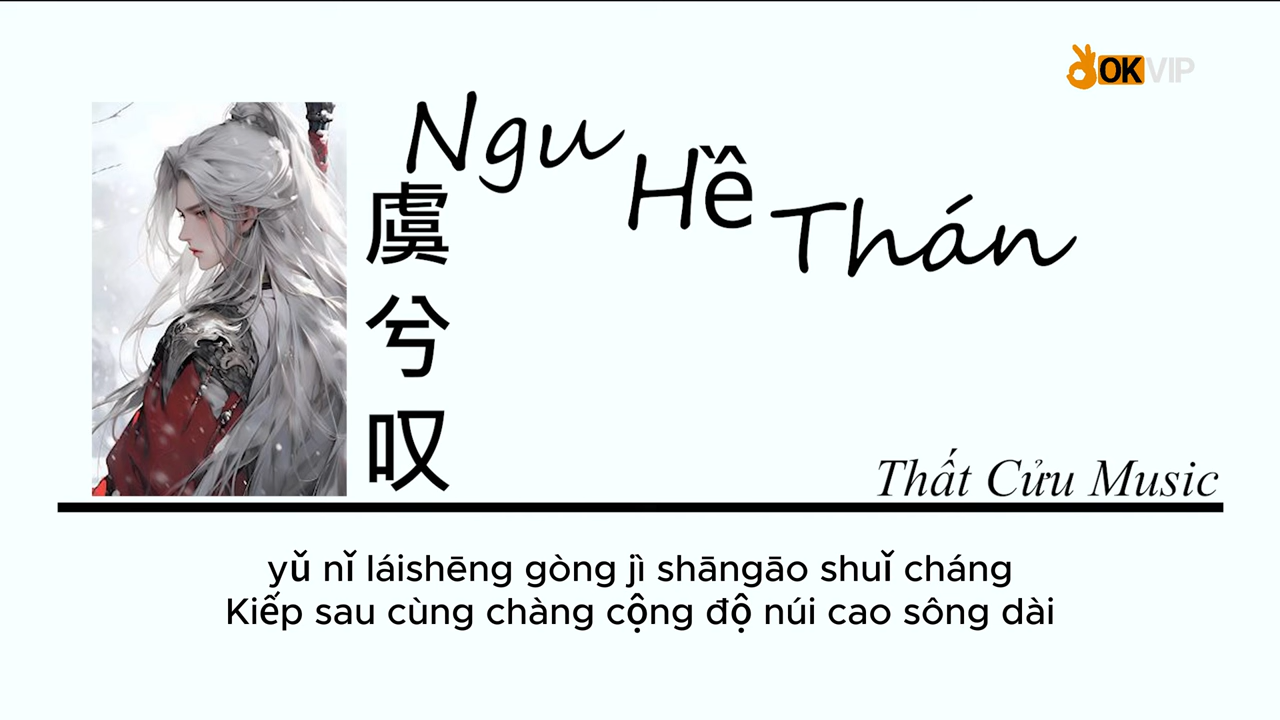 OKVIP
Ngu Hề Thán
虞兮叹
Thất Cửu Music
yǔ nǐ láishēng gòng jì shāngāo shuǐ cháng
Kiếp sau cùng chàng cộng độ núi cao sông dài